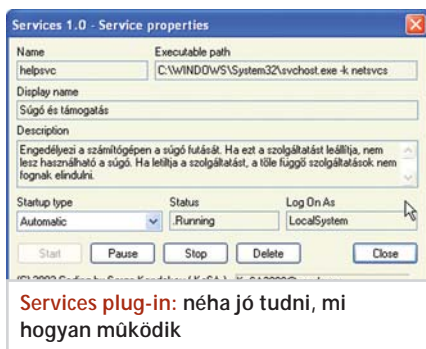 Services 1.0 - Service properties
Name Executable path
helpsvc C:\WINDOWS\System32\svchost.exe -k netsvcs
Display name
Súgó és támogatás
Description
Engedélyezi a számítógépen a súgó futását. Ha ezt a szolgáltatást leállítja, nem
lesz használható a súgó. Ha letiltja a szolgáltatást, a tőle függő szolgáltatások nem
fognak elindulni.
Startup type Status Log On As
Automatic .Running LocalSystem
Start Pause Stop Delete Close
Services plug-in: néha jó tudni, mi
hogyan mûködik